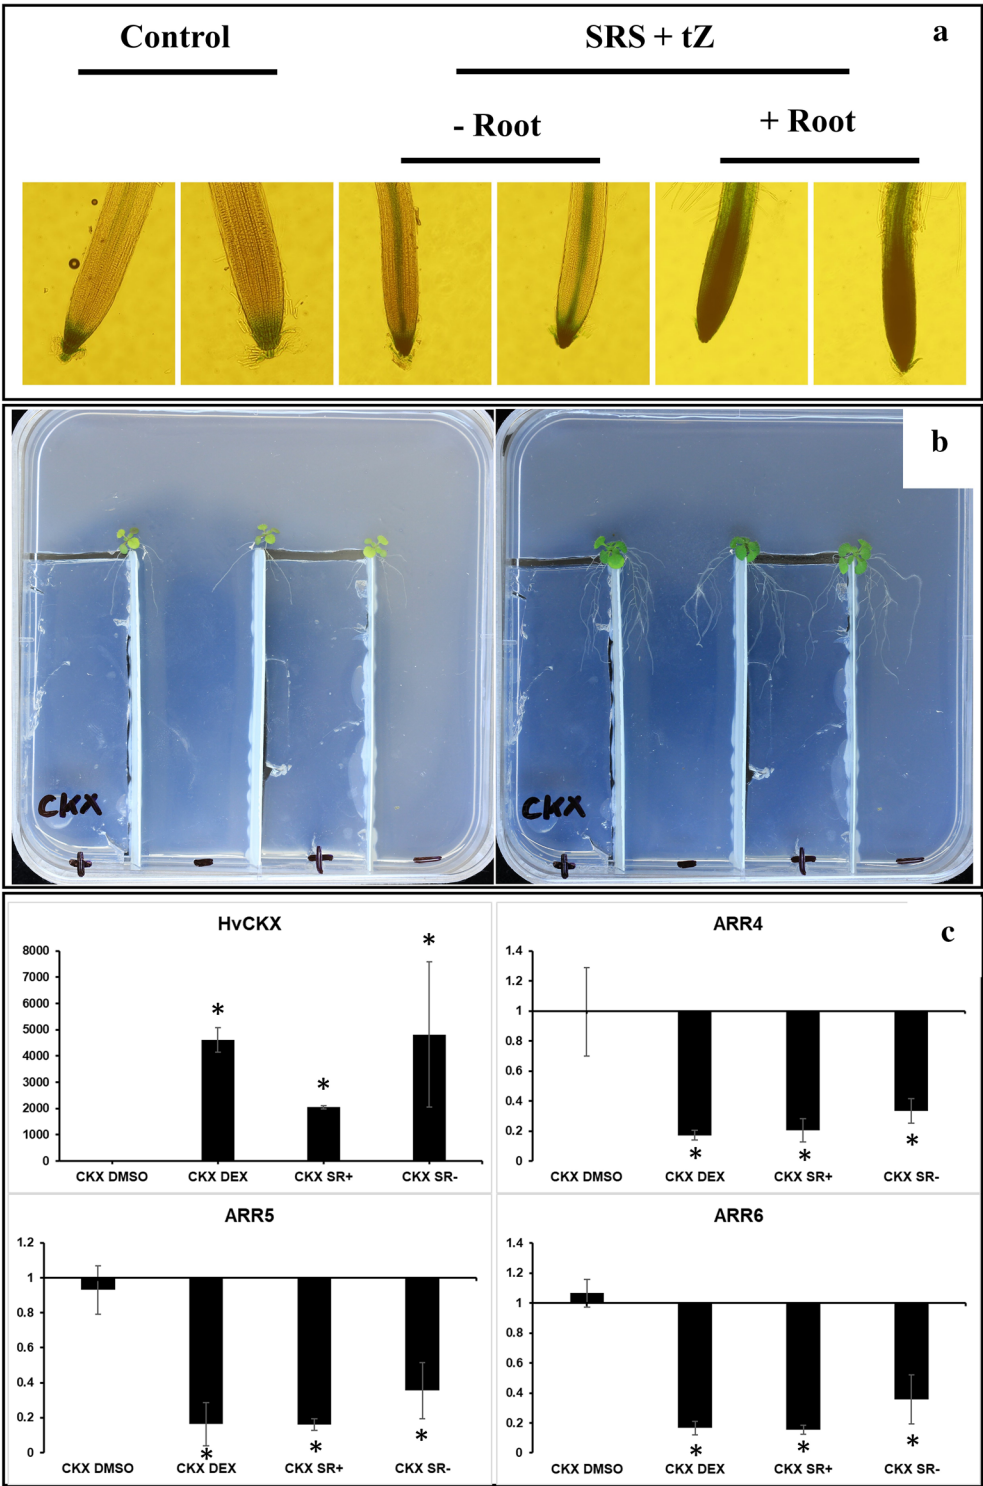 Control
SRS + tZ
a
- Root
+ Root
b
CKX
+
-
+
-
CKX
+
-
+
-
c
HvCKX
8000
7000
6000
5000
4000
3000
2000
1000
0
*
*
*
CKX DMSO
CKX DEX
CKX SR+
CKX SR-
ARR4
1.4
1.2
1
0.8
0.6
0.4
0.2
0
*
*
*
CKX DMSO
CKX DEX
CKX SR+
CKX SR-
ARR5
1.2
1
0.8
0.6
0.4
0.2
0
*
*
*
CKX DMSO
CKX DEX
CKX SR+
CKX SR-
ARR6
1.4
1.2
1
0.8
0.6
0.4
0.2
0
*
*
*
CKX DMSO
CKX DEX
CKX SR+
CKX SR-